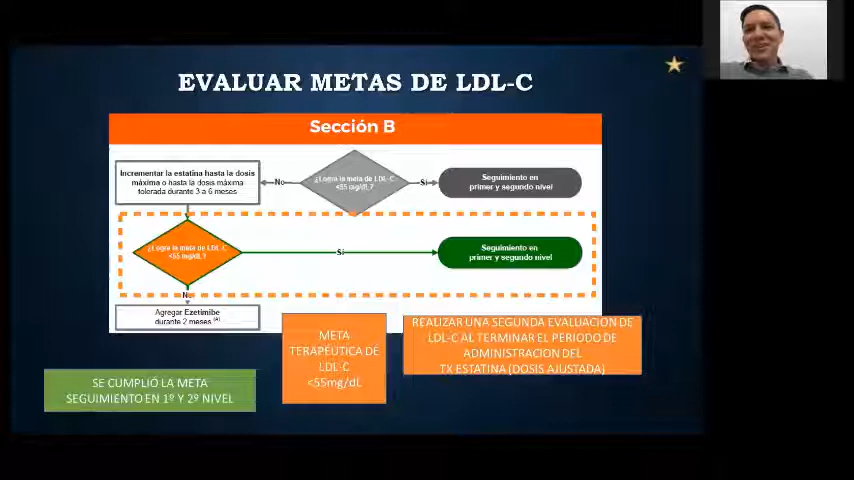 EVALUAR METAS DE LDL-C
Sección B
Incrementar la estatina hasta la dosis
máxima o hasta la dosis máxima
tolerada durante 3 a 6 meses
No
¿Logra la meta de LDL-C
<55 mg/dL?
Sí
Seguimiento en
primer y segundo nivel
¿Logra la meta de LDL-C
<55 mg/dL?
Sí
Seguimiento en
primer y segundo nivel
No
Agregar Ezetimibe
durante 2 meses (A)
META
TERAPÉUTICA DE
LDL-C
<55mg/dL
REALIZAR UNA SEGUNDA EVALUACION DE
LDL-C AL TERMINAR EL PERIODO DE
ADMINISTRACION DEL
TX ESTATINA (DOSIS AJUSTADA)
SE CUMPLIÓ LA META
SEGUIMIENTO EN 1º Y 2º NIVEL